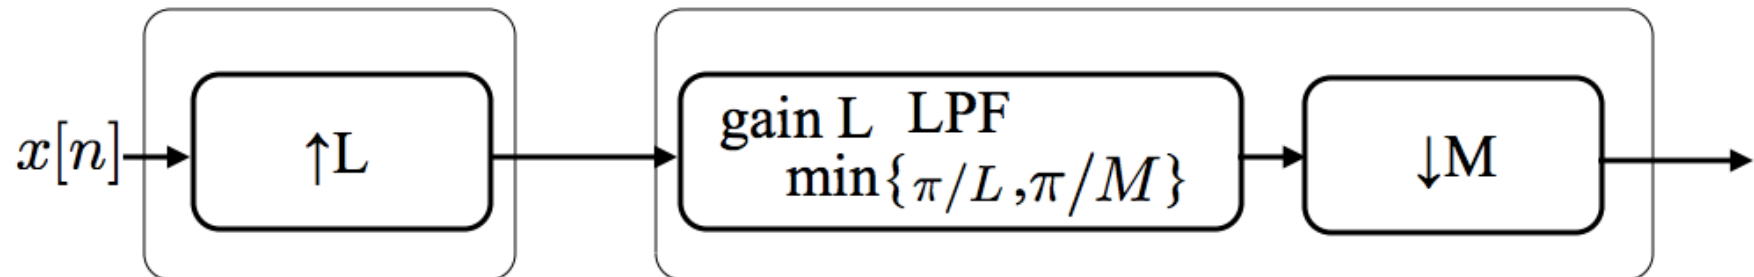 x[n]
↑L
gain L LPF
min{π/L,π/M}
↓M